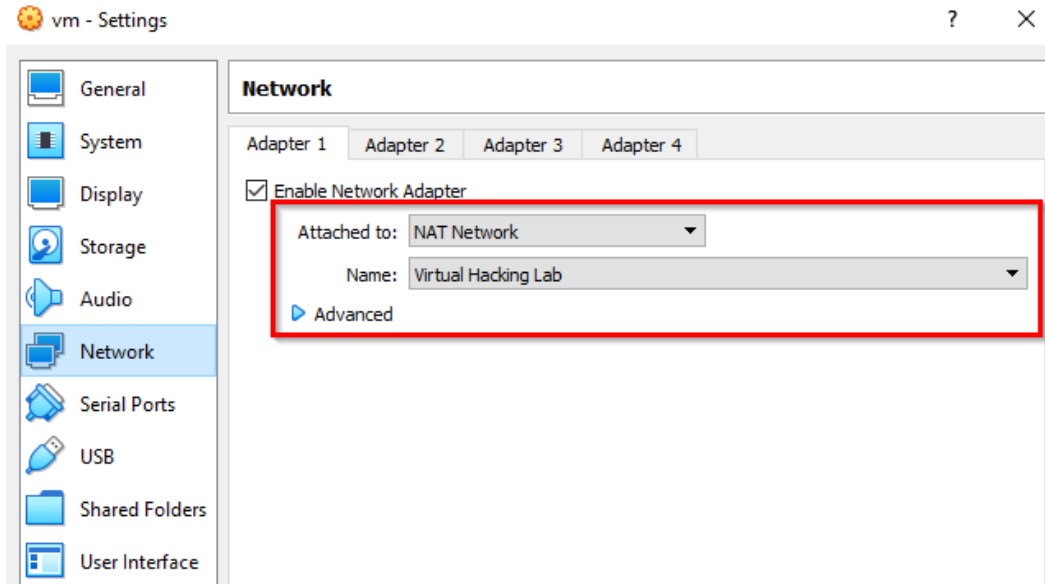 vm - Settings
?
General
System
Display
Storage
Audio
Network
Serial Ports
USB
Shared Folders
User Interface
Network
Adapter 1 Adapter 2 Adapter 3 Adapter 4
Enable Network Adapter
Attached to: NAT Network
Name: Virtual Hacking Lab
Advanced